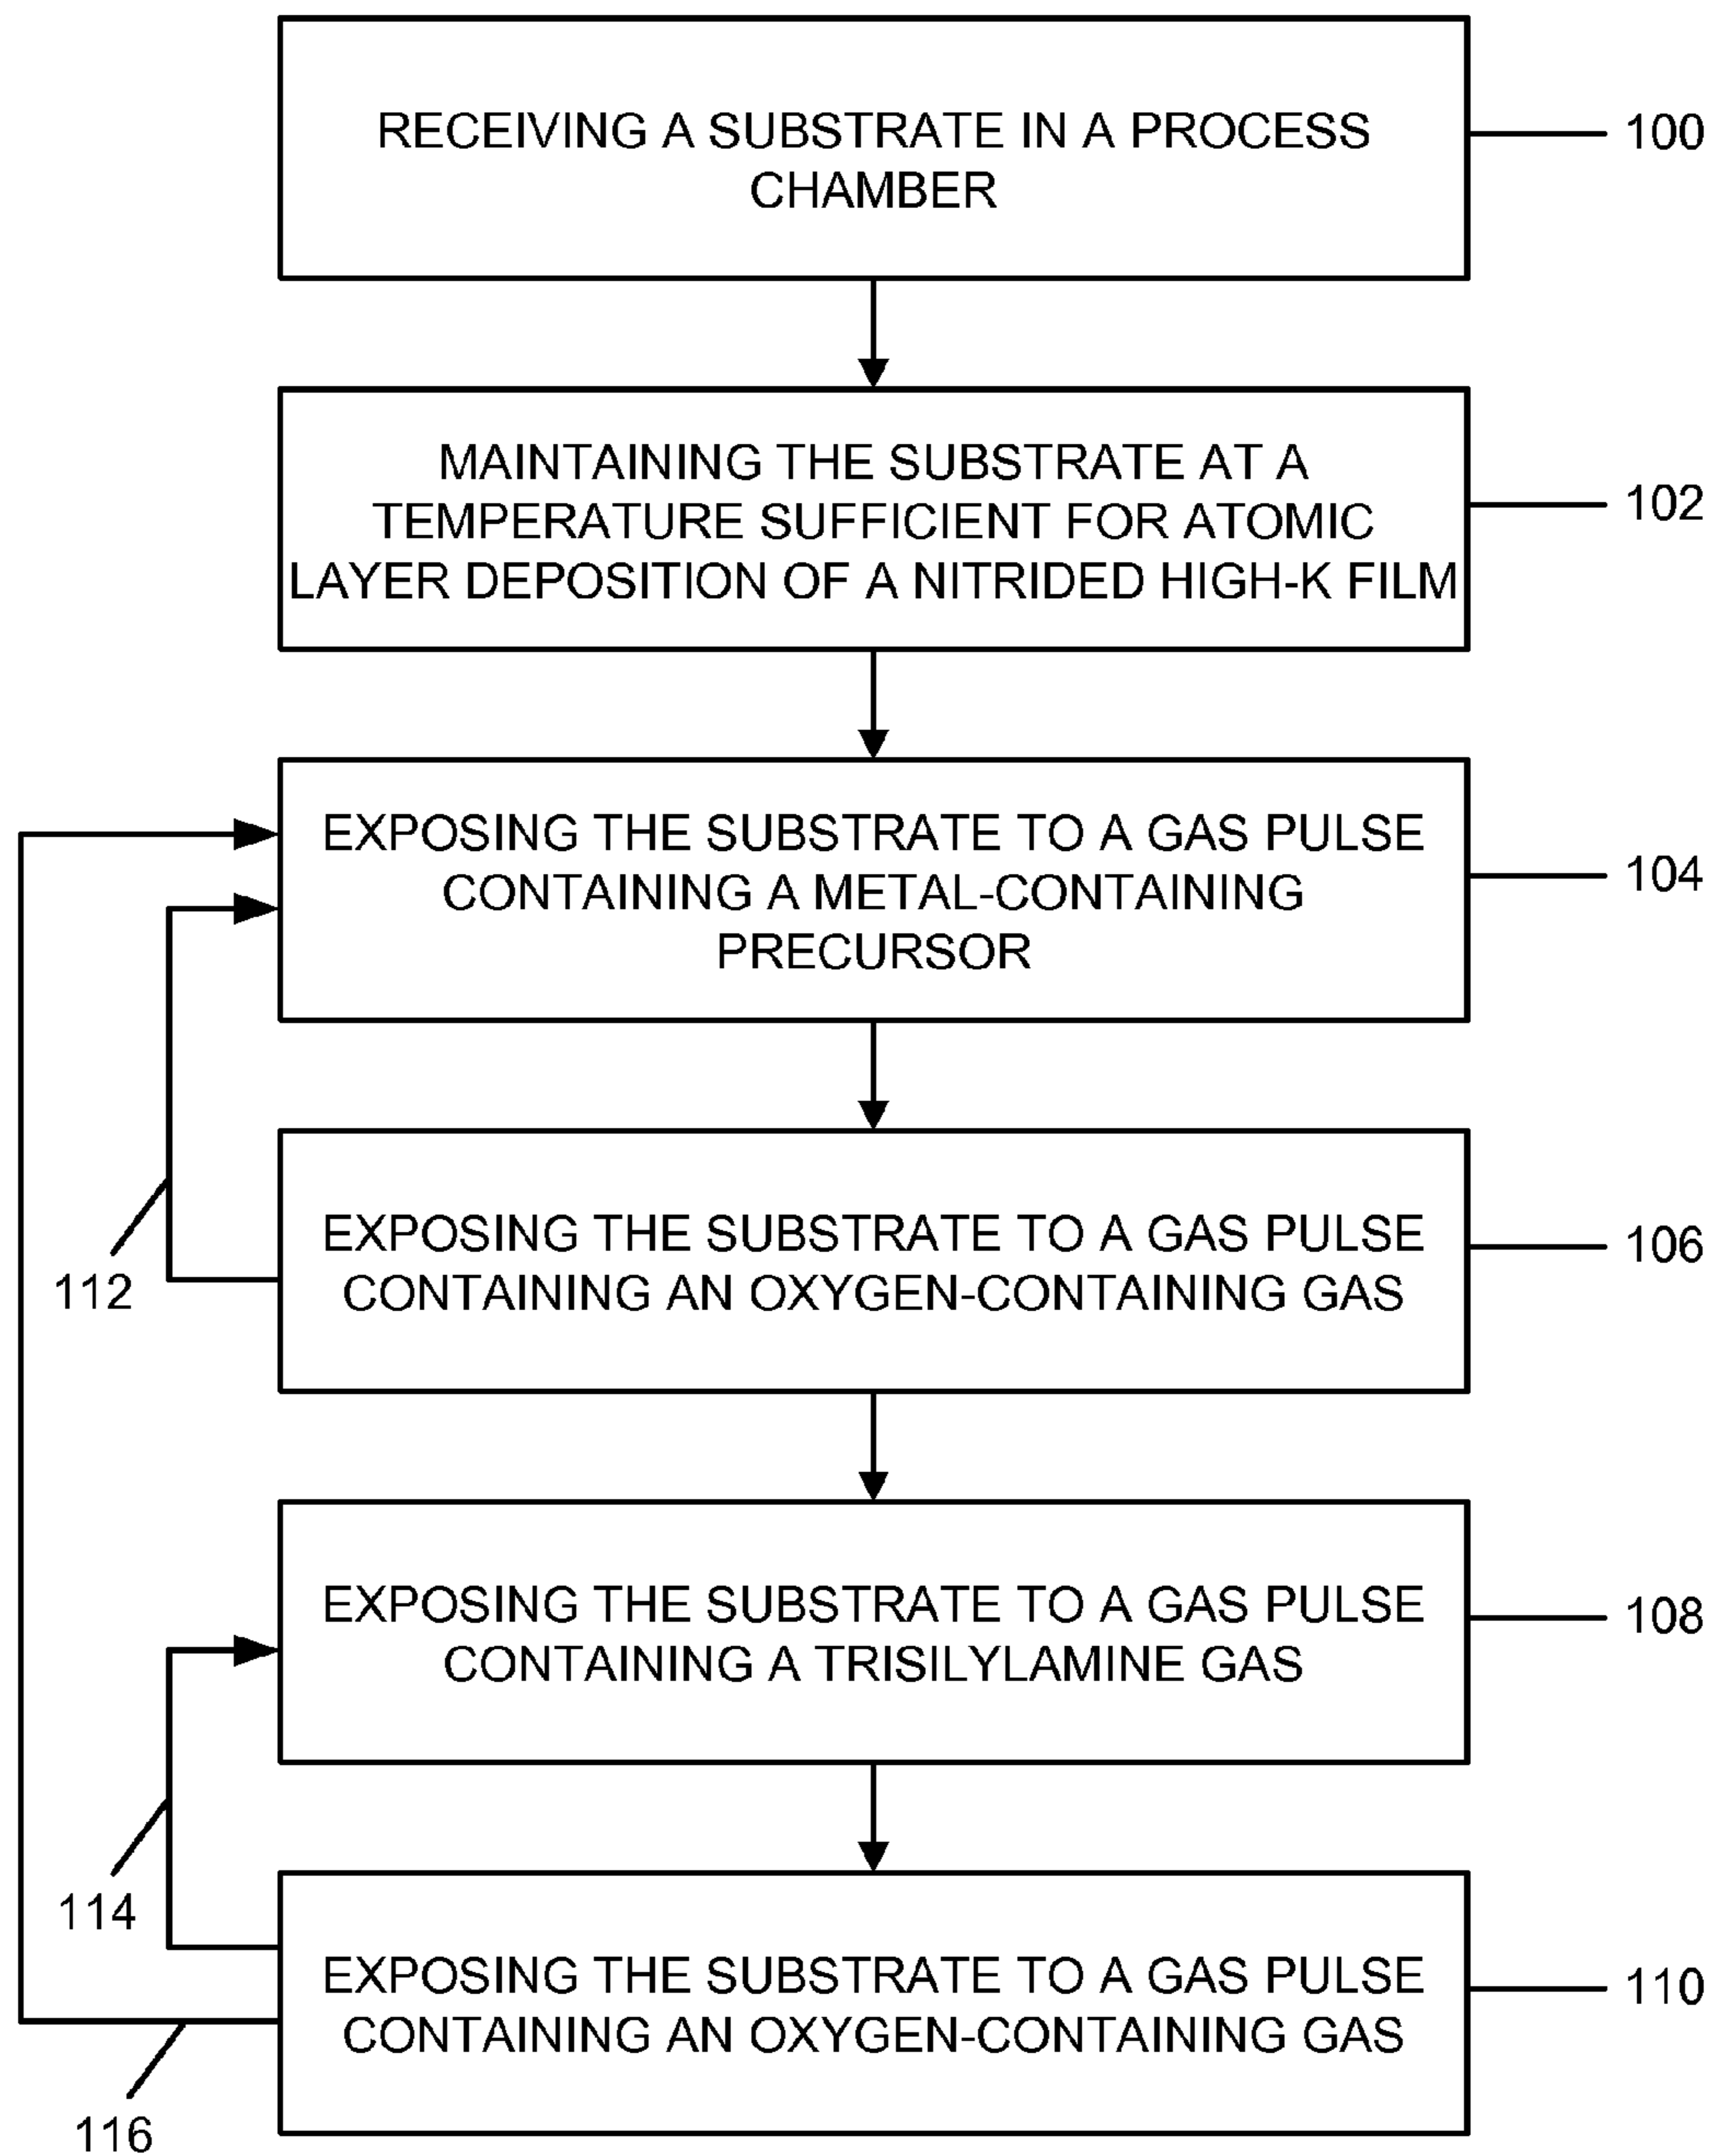 RECEIVING A SUBSTRATE IN A PROCESS
CHAMBER
100
MAINTAINING THE SUBSTRATE AT A
TEMPERATURE SUFFICIENT FOR ATOMIC
LAYER DEPOSITION OF A NITRIDED HIGH-K FILM
102
EXPOSING THE SUBSTRATE TO A GAS PULSE
CONTAINING A METAL-CONTAINING
PRECURSOR
104
EXPOSING THE SUBSTRATE TO A GAS PULSE
CONTAINING AN OXYGEN-CONTAINING GAS
106
112
EXPOSING THE SUBSTRATE TO A GAS PULSE
CONTAINING A TRISILYLAMINE GAS
108
114
EXPOSING THE SUBSTRATE TO A GAS PULSE
CONTAINING AN OXYGEN-CONTAINING GAS
110
116